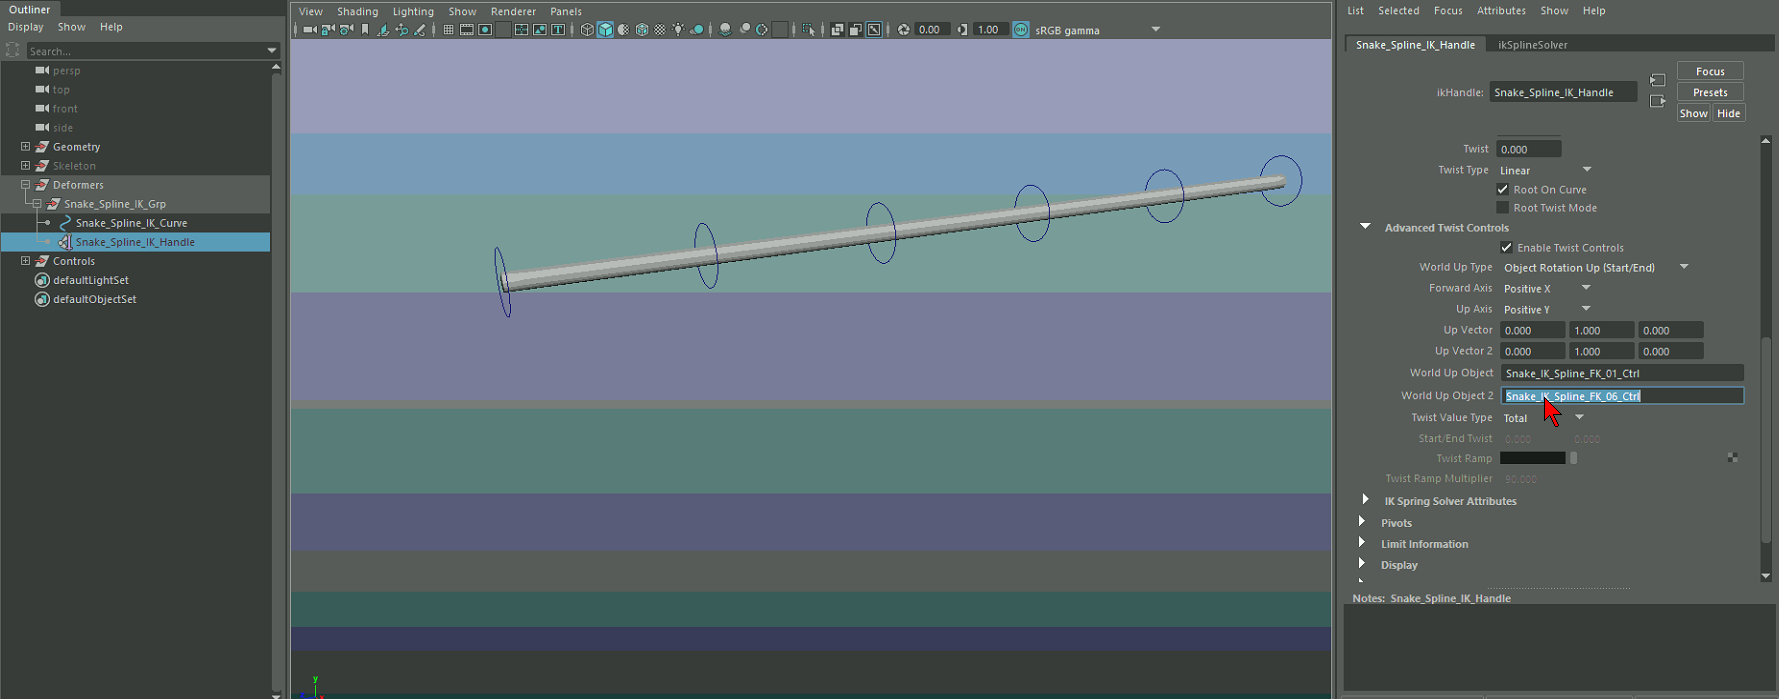 Outliner
Display Show Help
Search...
persp
top
front
side
Geometry
Skeleton
Deformers
Snake_Spline_IK_Grp
Snake_Spline_IK_Curve
Snake_Spline_IK_Handle
Controls
defaultLightSet
defaultObjectSet
View Shading Lighting Show Renderer Panels
0.00 1.00 ON sRGB gamma
y
List Selected Focus Attributes Show Help
Snake_Spline_IK_Handle ikSplineSolver
Focus
ikHandle: Snake_Spline_IK_Handle Presets
Show Hide
Twist 0.000
Twist Type Linear
Root On Curve
Root Twist Mode
Advanced Twist Controls
Enable Twist Controls
World Up Type Object Rotation Up (Start/End)
Forward Axis Positive X
Up Axis Positive Y
Up Vector 0.000 1.000 0.000
Up Vector 2 0.000 1.000 0.000
World Up Object Snake_IK_Spline_FK_01_Ctrl
World Up Object 2 Snake_IK_Spline_FK_06_Ctrl
Twist Value Type Total
Start/End Twist 0.000 0.000
Twist Ramp
Twist Ramp Multiplier 90.000
IK Spring Solver Attributes
Pivots
Limit Information
Display
Notes: Snake_Spline_IK_Handle